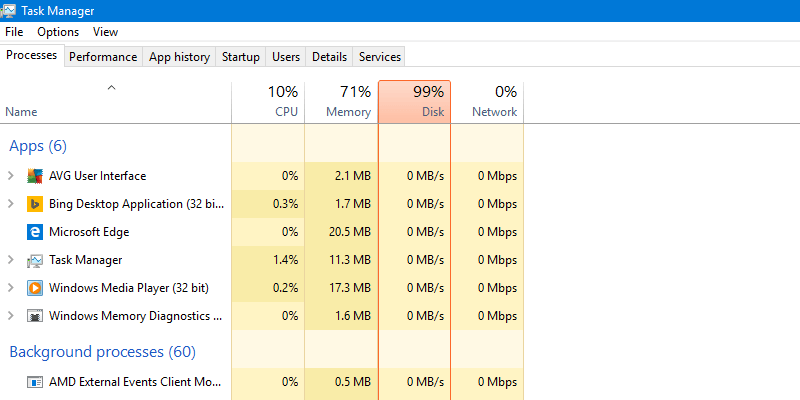 Task Manager
File Options View
Processes Performance App history Startup Users Details Services
10% 71% 99% 0%
Name CPU Memory Disk Network
Apps (6)
AVG User Interface 0% 2.1 MB 0 MB/s 0 Mbps
Bing Desktop Application (32 bi... 0.3% 1.7 MB 0 MB/s 0 Mbps
Microsoft Edge 0% 20.5 MB 0 MB/s 0 Mbps
Task Manager 1.4% 11.3 MB 0 MB/s 0 Mbps
Windows Media Player (32 bit) 0.2% 17.3 MB 0 MB/s 0 Mbps
Windows Memory Diagnostics ... 0% 1.6 MB 0 MB/s 0 Mbps
Background processes (60)
AMD External Events Client Mo... 0% 0.5 MB 0 MB/s 0 Mbps